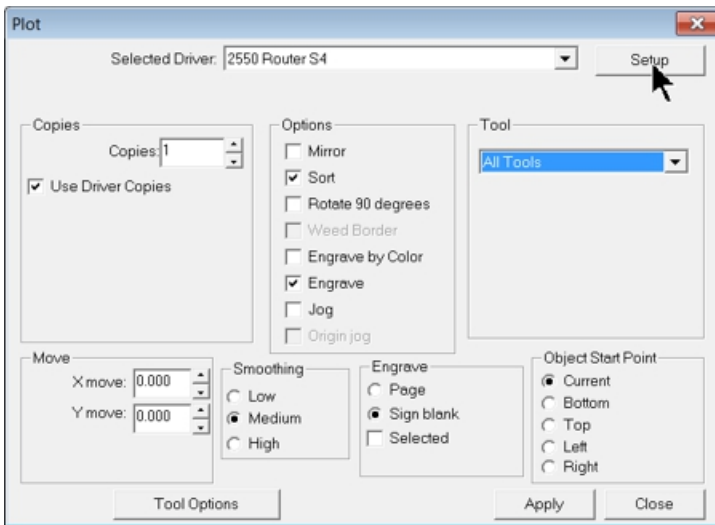 Plot
Selected Driver: 2550 Router S4
Setup
Copies
Copies: 1
Use Driver Copies
Options
Mirror
Sort
Rotate 90 degrees
Weed Border
Engrave by Color
Engrave
Jog
Origin jog
Tool
All Tools
Move
X move: 0.000
Y move: 0.000
Smoothing
Low
Medium
High
Engrave
Page
Sign blank
Selected
Object Start Point
Current
Bottom
Top
Left
Right
Tool Options
Apply
Close